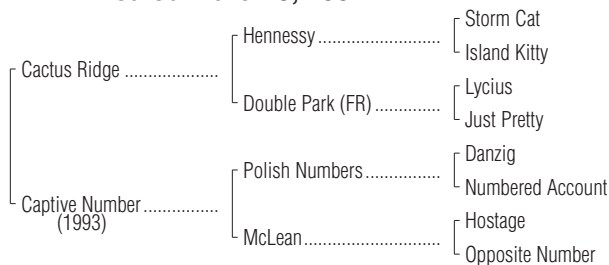 Storm Cat
Hennessy
Island Kitty
Cactus Ridge
Lycius
Double Park (FR)
Just Pretty
Danzig
Polish Numbers
Numbered Account
Captive Number
(1993)
Hostage
McLean
Opposite Number